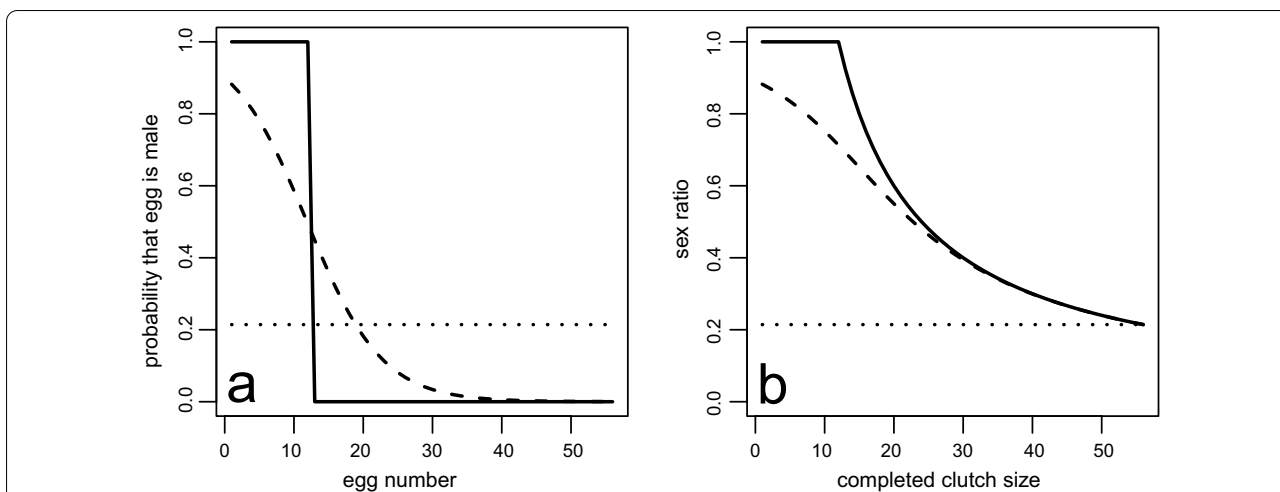 probability that egg is male
1.0
0.8
0.6
0.4
0.2
0.0
a
0 10 20 30 40 50
egg number
sex ratio
1.0
0.8
0.6
0.4
0.2
0.0
b
0 10 20 30 40 50
completed clutch size